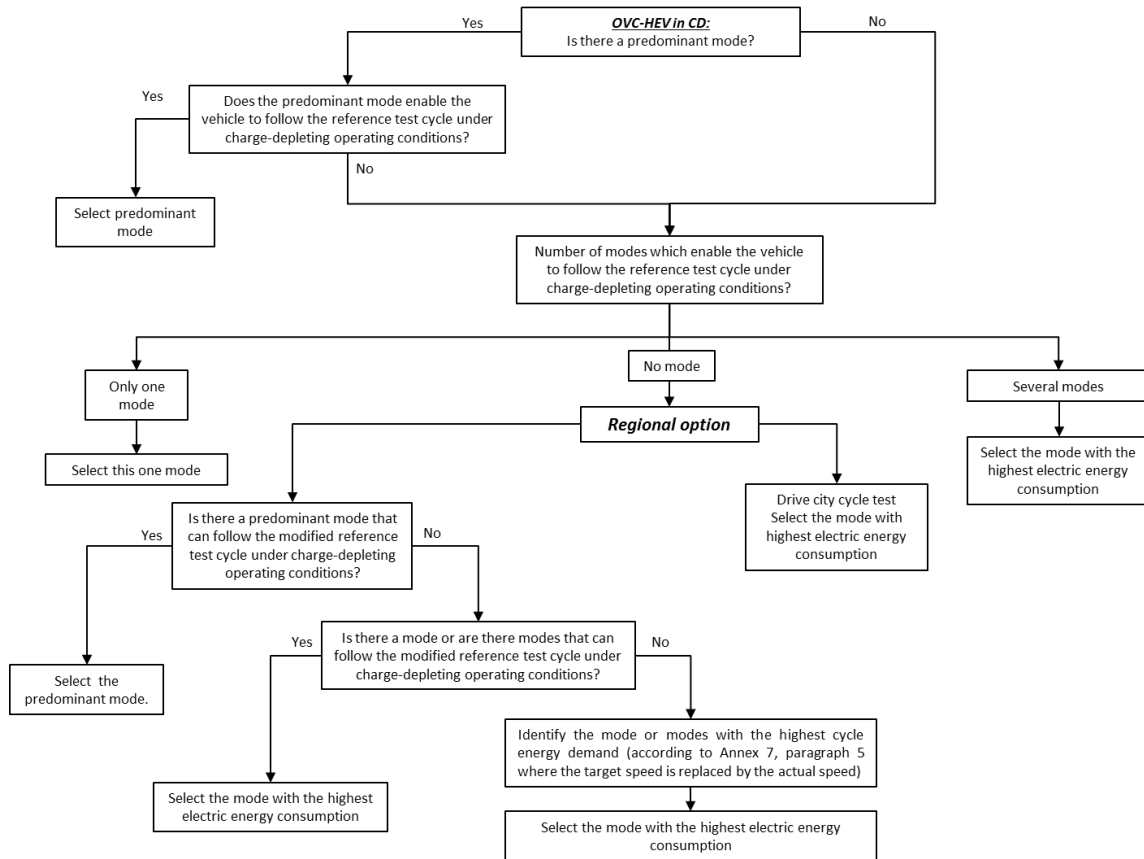 OVC-HEV in CD:
Is there a predominant mode?
Yes
No
Does the predominant mode enable the
vehicle to follow the reference test cycle under
charge-depleting operating conditions?
Yes
No
Select predominant
mode
Number of modes which enable the vehicle
to follow the reference test cycle under
charge-depleting operating conditions?
Only one
mode
No mode
Several modes
Select this one mode
Regional option
Select the mode with the
highest electric energy
consumption
Drive city cycle test
Select the mode with
highest electric energy
consumption
Is there a predominant mode that
can follow the modified reference
test cycle under charge-depleting
operating conditions?
Yes
No
Select the
predominant mode.
Is there a mode or are there modes that can
follow the modified reference test cycle under
charge-depleting operating conditions?
Yes
No
Select the mode with the highest
electric energy consumption
Identify the mode or modes with the highest cycle
energy demand (according to Annex 7, paragraph 5
where the target speed is replaced by the actual speed)
Select the mode with the highest electric energy
consumption